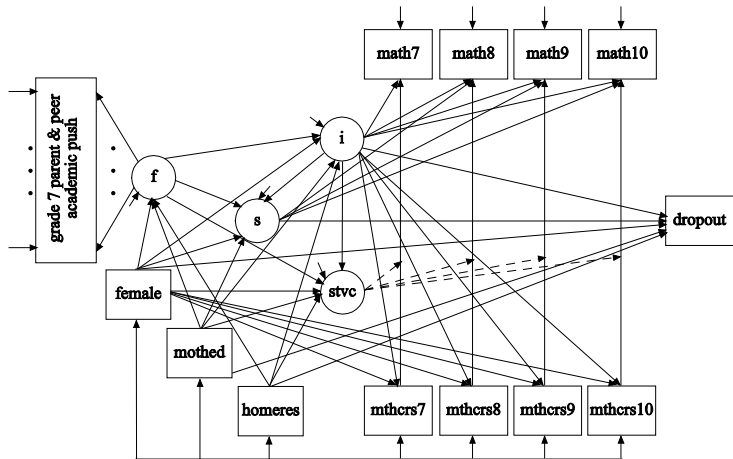 math7
math8
math9
math10
grade 7 parent & peer
academic push
i
f
s
dropout
female
stvc
mothed
homeres
mthcrs7
mthcrs8
mthcrs9
mthcrs10